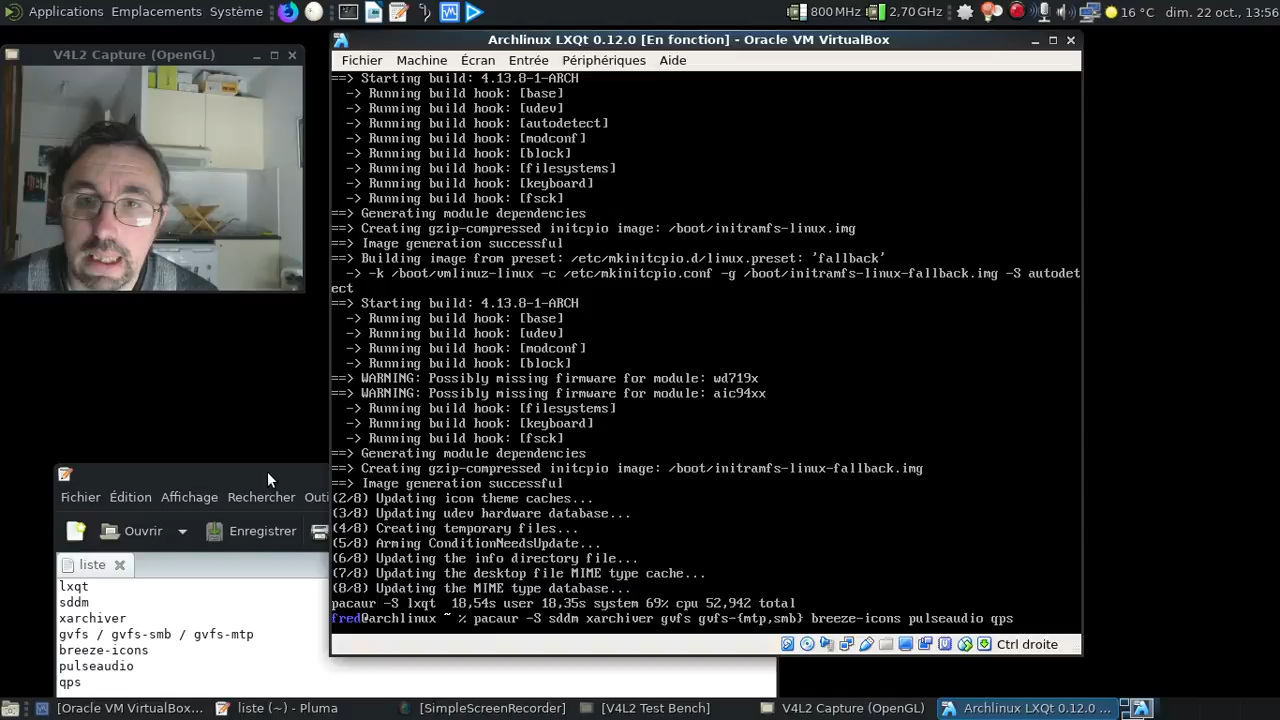 Applications Emplacements Système
800 MHz 2,70 GHz 16 °C dim. 22 oct., 13:56
V4L2 Capture (OpenGL)
Archlinux LXQt 0.12.0 [En fonction] - Oracle VM VirtualBox
Fichier Machine Écran Entrée Périphériques Aide
==> Starting build: 4.13.8-1-ARCH
-> Running build hook: [base]
-> Running build hook: [udev]
-> Running build hook: [autodetect]
-> Running build hook: [modconf]
-> Running build hook: [block]
-> Running build hook: [filesystems]
-> Running build hook: [keyboard]
-> Running build hook: [fsck]
==> Generating module dependencies
==> Creating gzip-compressed initcpio image: /boot/initramfs-linux.img
==> Image generation successful
==> Building image from preset: /etc/mkinitcpio.d/linux.preset: 'fallback'
-> -k /boot/vmlinuz-linux -c /etc/mkinitcpio.conf -g /boot/initramfs-linux-fallback.img -S autodet
ect
==> Starting build: 4.13.8-1-ARCH
-> Running build hook: [base]
-> Running build hook: [udev]
-> Running build hook: [modconf]
-> Running build hook: [block]
==> WARNING: Possibly missing firmware for module: wd719x
==> WARNING: Possibly missing firmware for module: aic94xx
-> Running build hook: [filesystems]
-> Running build hook: [keyboard]
-> Running build hook: [fsck]
==> Generating module dependencies
==> Creating gzip-compressed initcpio image: /boot/initramfs-linux-fallback.img
==> Image generation successful
(2/8) Updating icon theme caches...
(3/8) Updating udev hardware database...
(4/8) Creating temporary files...
(5/8) Arming ConditionNeedsUpdate...
(6/8) Updating the info directory file...
(7/8) Updating the desktop file MIME type cache...
(8/8) Updating the MIME type database...
pacaur -S lxqt 18,54s user 18,35s system 69% cpu 52,942 total
fred@archlinux ~ % pacaur -S sddm xarchiver gvfs gvfs-{mtp,smb} breeze-icons pulseaudio qps
Ctrl droite
Fichier Édition Affichage Rechercher Outi
Ouvrir Enregistrer
liste
lxqt
sddm
xarchiver
gvfs / gvfs-smb / gvfs-mtp
breeze-icons
pulseaudio
qps
[Oracle VM VirtualBox... liste (~) - Pluma [SimpleScreenRecorder] [V4L2 Test Bench] V4L2 Capture (OpenGL) Archlinux LXQt 0.12.0 ...